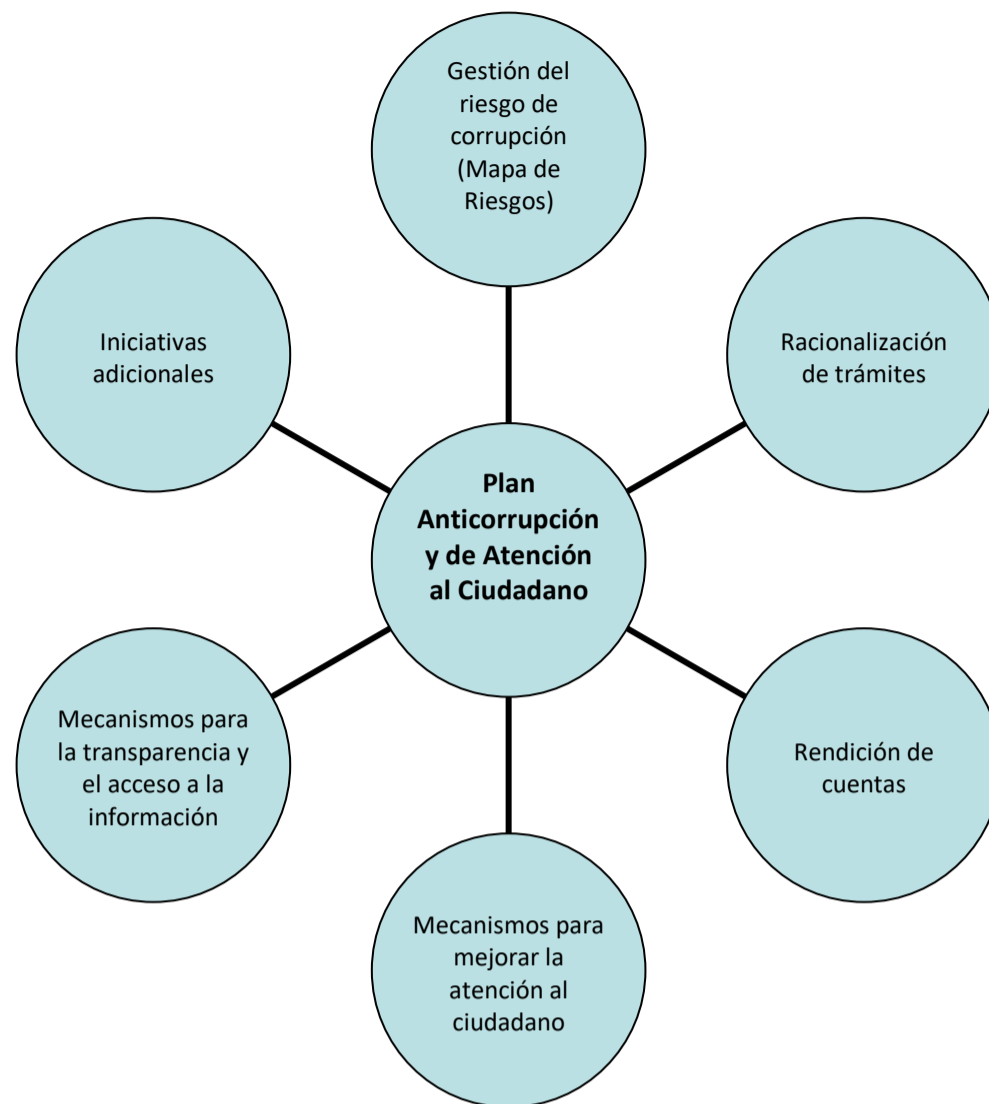 Gestión del
riesgo de
corrupción
(Mapa de
Riesgos)
Racionalización
de trámites
Rendición de
cuentas
Mecanismos para
mejorar la
atención al
ciudadano
Mecanismos para
la transparencia y
el acceso a la
información
Iniciativas
adicionales
Plan
Anticorrupción
y de Atención
al Ciudadano